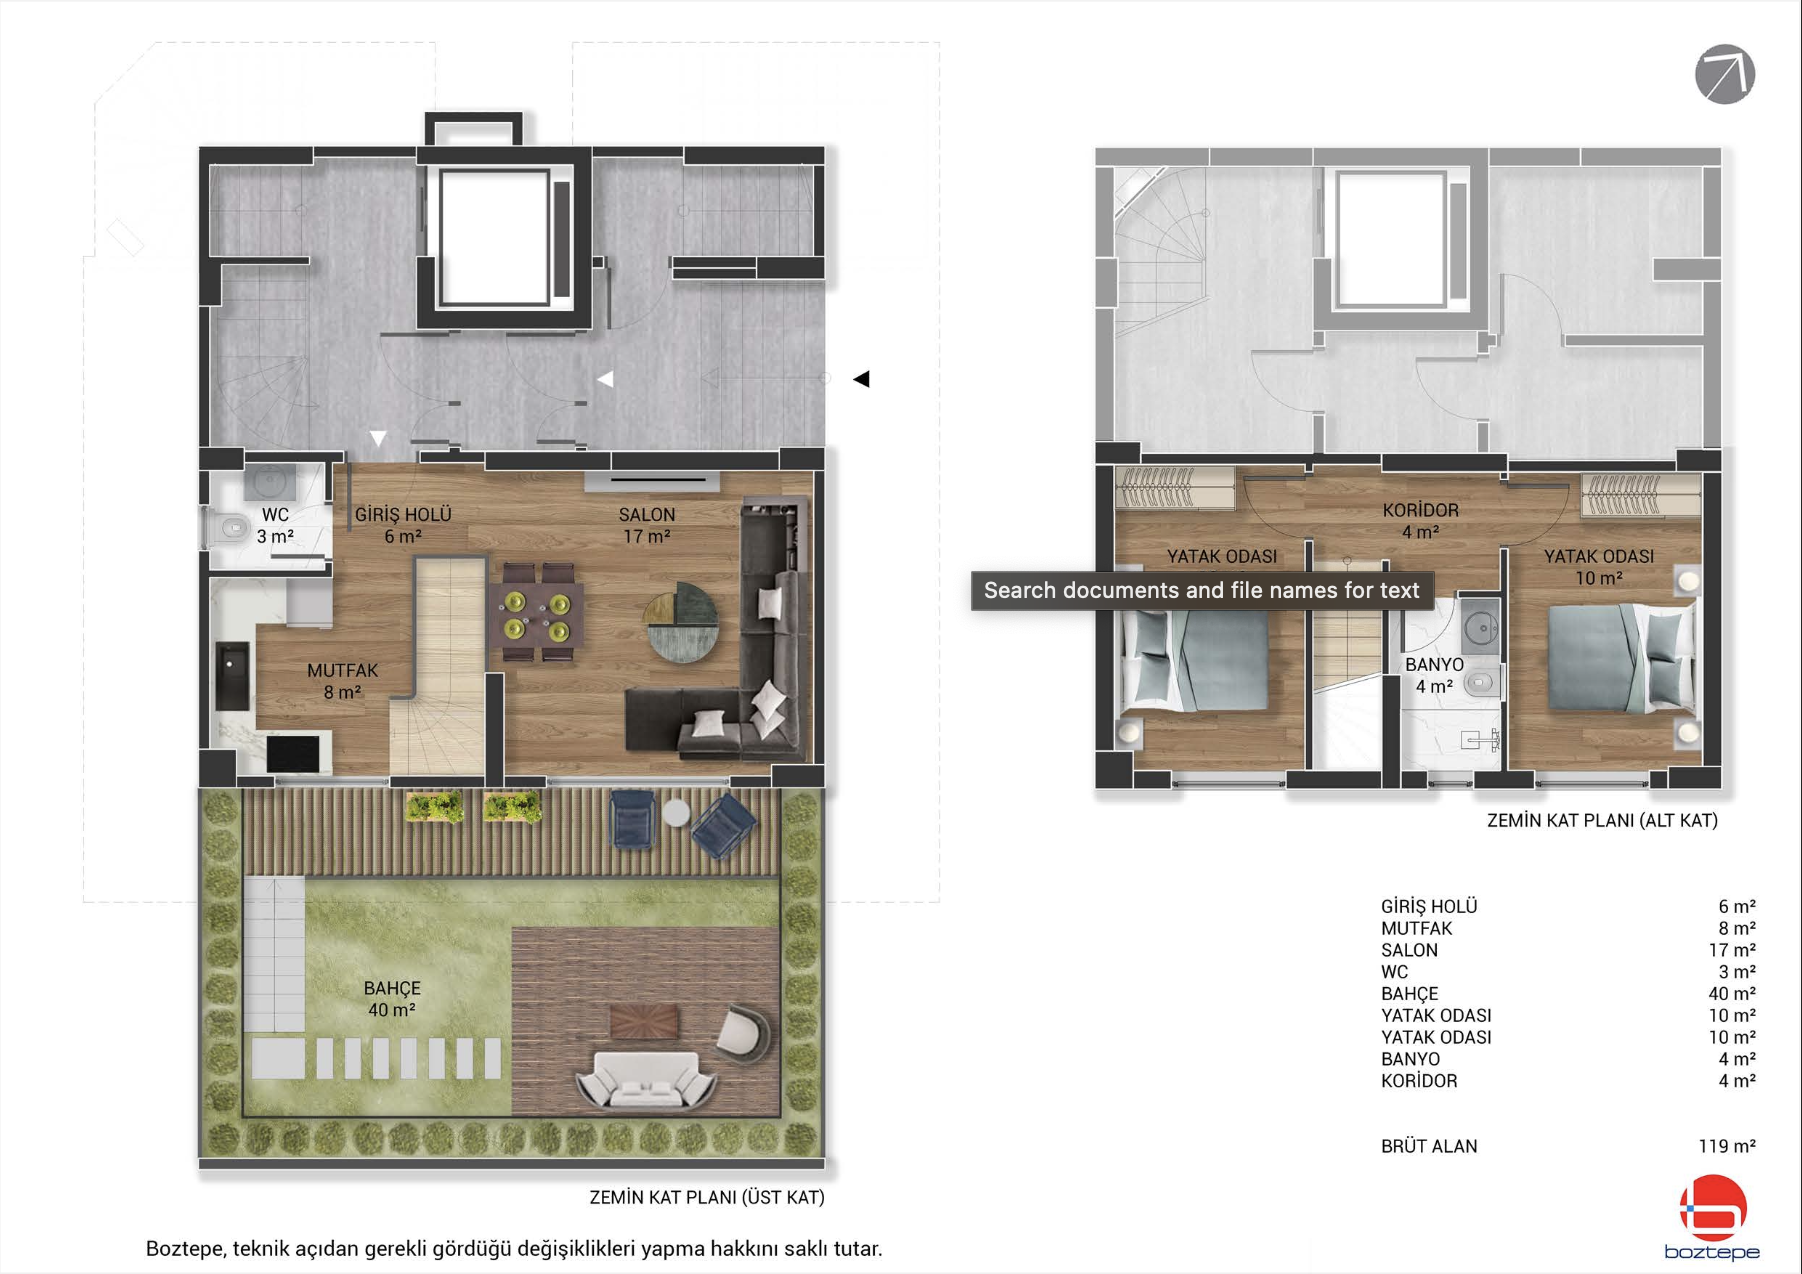 WC
3 m²
GİRİŞ HOLÜ
6 m²
SALON
17 m²
MUTFAK
8 m²
BAHÇE
40 m²
ZEMİN KAT PLANI (ÜST KAT)
KORİDOR
4 m²
YATAK ODASI
YATAK ODASI
10 m²
Search documents and file names for text
BANYO
4 m²
ZEMİN KAT PLANI (ALT KAT)
GİRİŞ HOLÜ 6 m²
MUTFAK 8 m²
SALON 17 m²
WC 3 m²
BAHÇE 40 m²
YATAK ODASI 10 m²
YATAK ODASI 10 m²
BANYO 4 m²
KORİDOR 4 m²
BRÜT ALAN 119 m²
boztepe
Boztepe, teknik açıdan gerekli gördüğü değişiklikleri yapma hakkını saklı tutar.